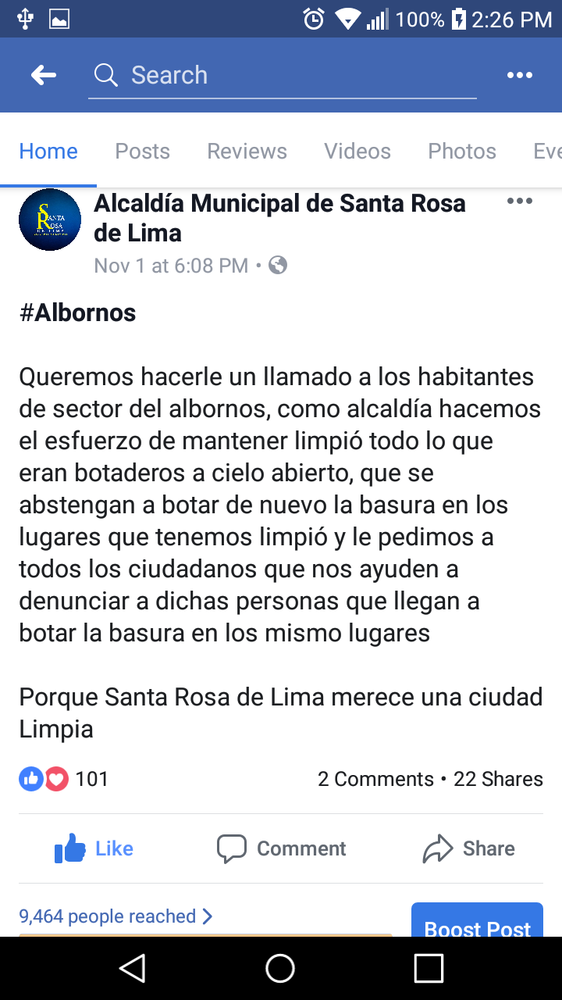 100% 2:26 PM
Search
Home Posts Reviews Videos Photos Eve
SANTA
ROSA
DE LIMA
Alcaldía Municipal de Santa Rosa
de Lima
Nov 1 at 6:08 PM •
#Albornos
Queremos hacerle un llamado a los habitantes
de sector del albornos, como alcaldía hacemos
el esfuerzo de mantener limpió todo lo que
eran botaderos a cielo abierto, que se
abstengan a botar de nuevo la basura en los
lugares que tenemos limpió y le pedimos a
todos los ciudadanos que nos ayuden a
denunciar a dichas personas que llegan a
botar la basura en los mismo lugares
Porque Santa Rosa de Lima merece una ciudad
Limpia
101 2 Comments • 22 Shares
Like Comment Share
9,464 people reached
Boost Post